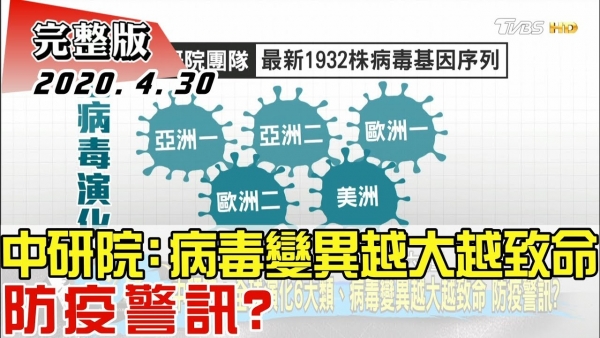 完整版
TVBS HD
2020.4.30
院團隊 最新1932株病毒基因序列
病毒演化
亞洲一 亞洲二 歐洲一
歐洲二 美洲
中研院:病毒變異越大越致命
演化6大類、病毒變異越大越致命 防疫警訊?
防疫警訊?